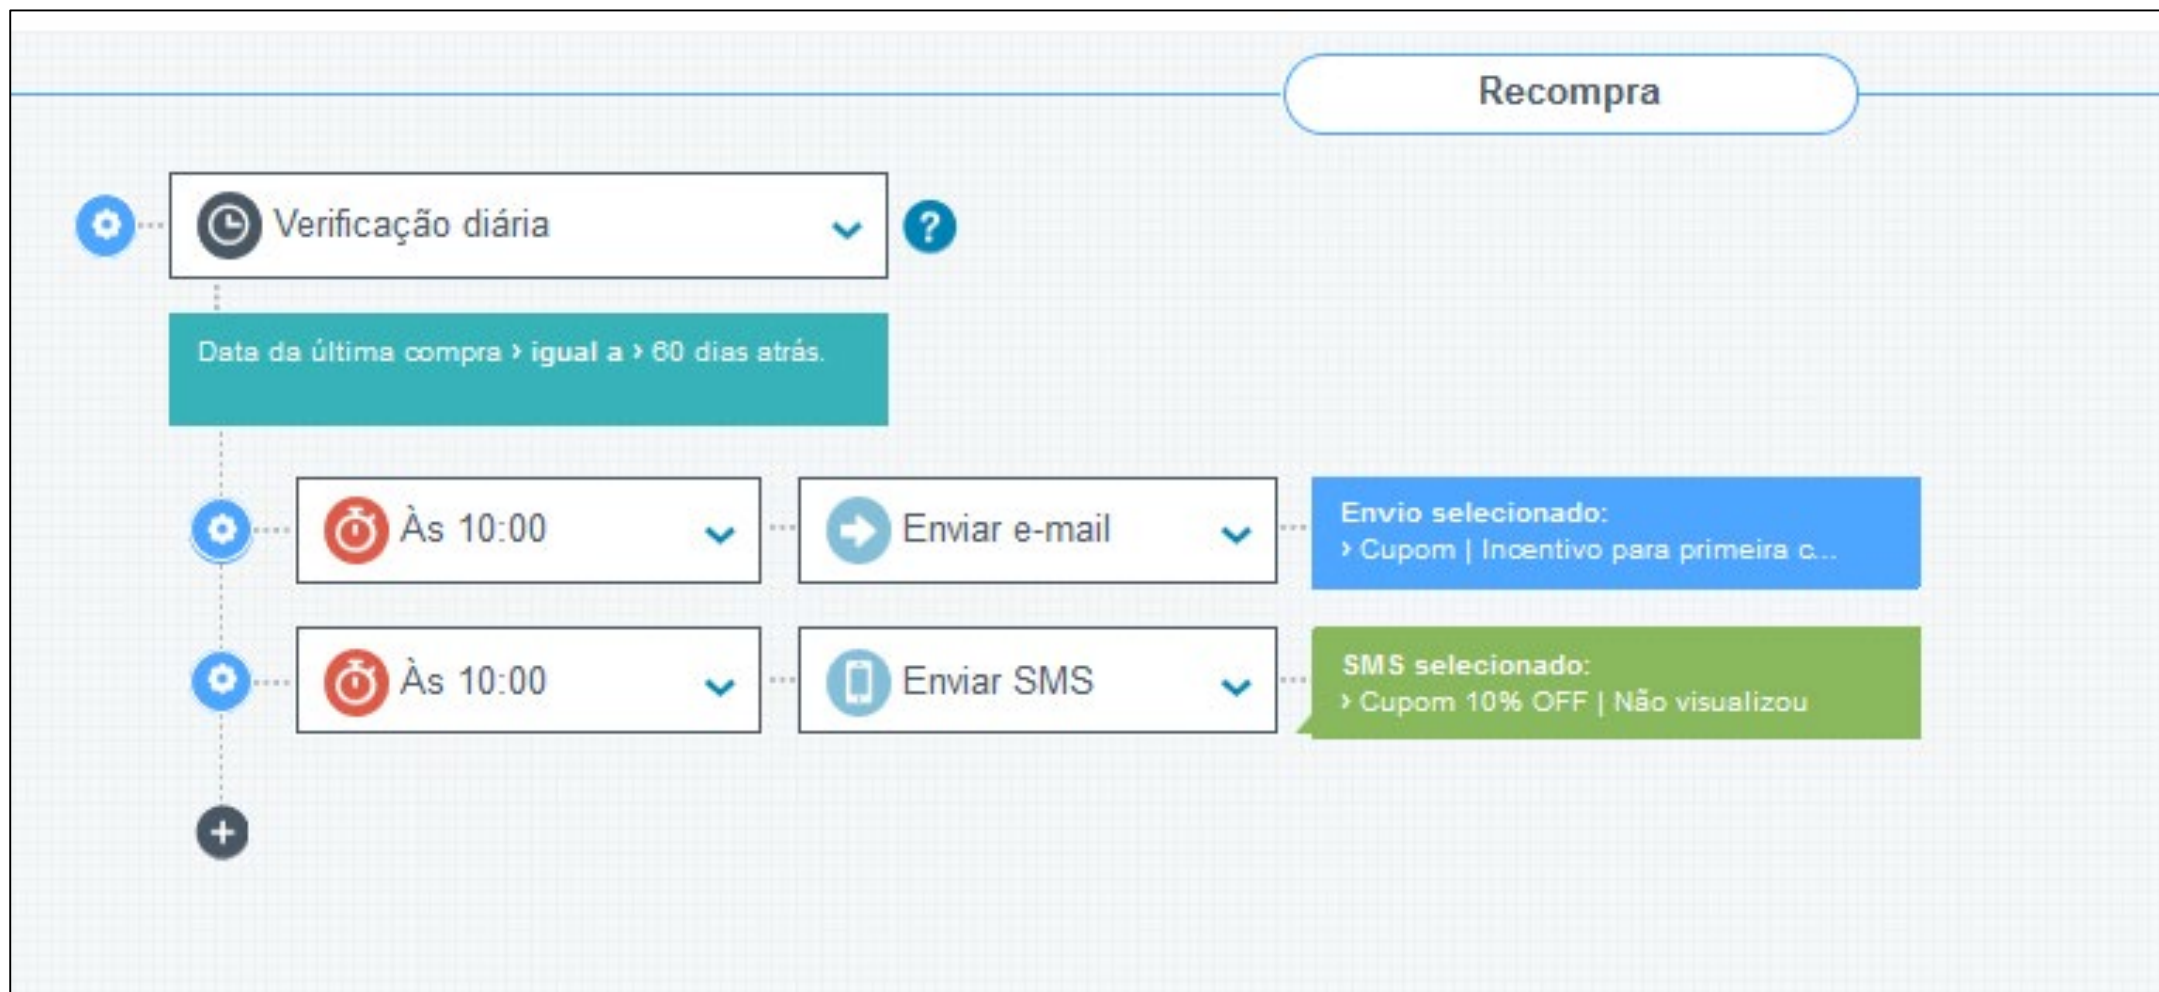 Recompra
Verificação diária
?
Data da última compra › igual a › 60 dias atrás.
Às 10:00
Enviar e-mail
Envio selecionado:
› Cupom | Incentivo para primeira c...
Às 10:00
Enviar SMS
SMS selecionado:
› Cupom 10% OFF | Não visualizou